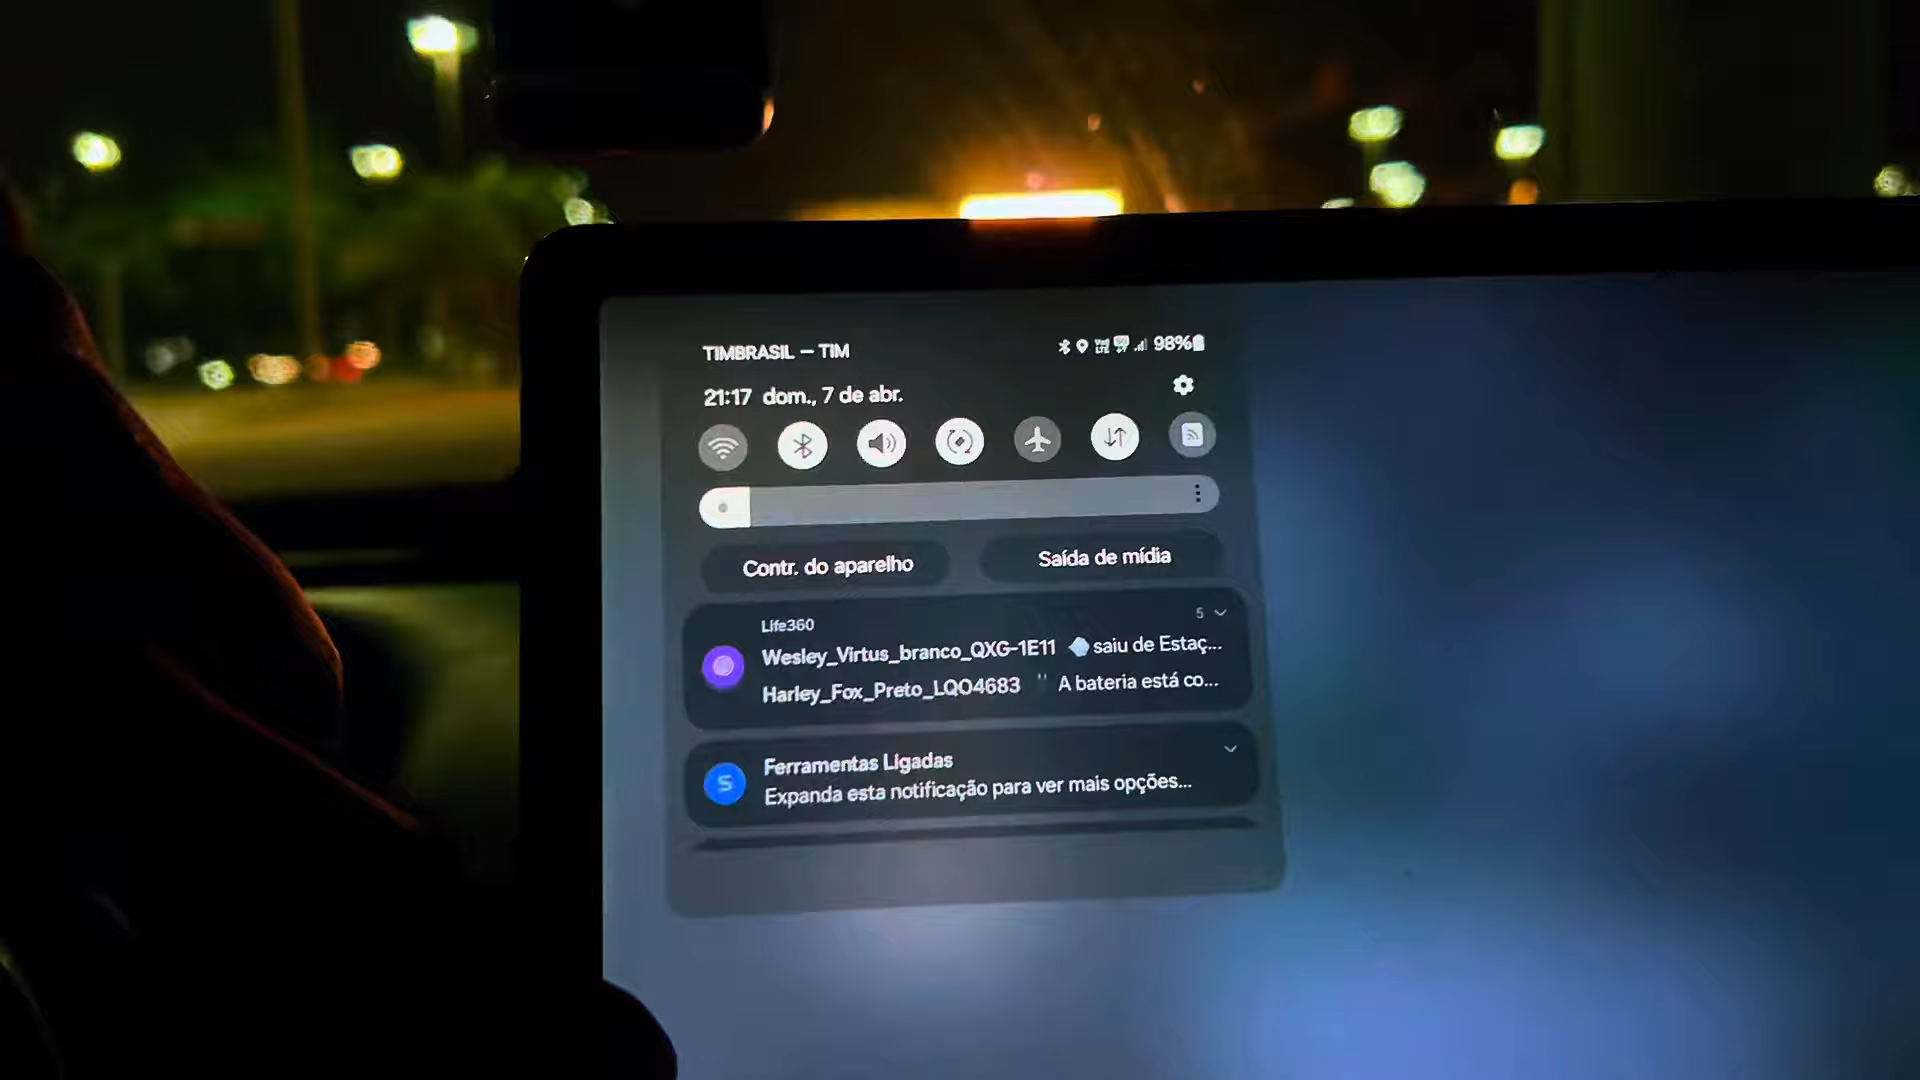 TIMBRASIL – TIM
98%
21:17 dom., 7 de abr.
Contr. do aparelho
Saída de mídia
Life360
5
Wesley_Virtus_branco_QXG-1E11 saiu de Estaç...
Harley_Fox_Preto_LQO4683 " A bateria está co...
Ferramentas Ligadas
Expanda esta notificação para ver mais opções...